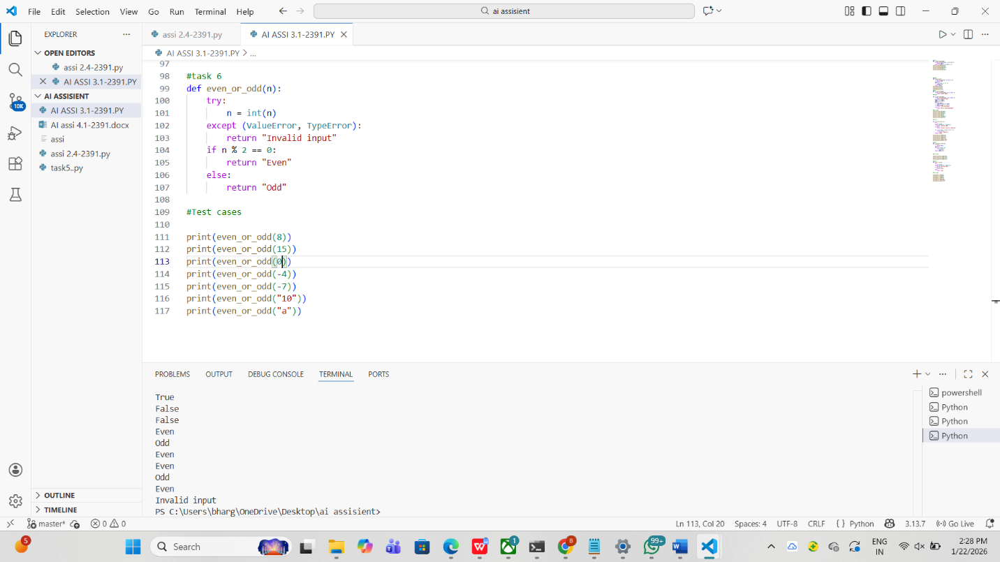 File Edit Selection View Go Run Terminal Help
ai assisient
EXPLORER
OPEN EDITORS
assi 2.4-2391.py
AI ASSI 3.1-2391.PY
AI ASSISIENT
AI ASSI 3.1-2391.PY
AI assi 4.1-2391.docx
assi
assi 2.4-2391.py
task5..py
OUTLINE
TIMELINE
10K
assi 2.4-2391.py
AI ASSI 3.1-2391.PY
AI ASSI 3.1-2391.PY > ...
97
98 #task 6
99 def even_or_odd(n):
100 try:
101 n = int(n)
102 except (ValueError, TypeError):
103 return "Invalid input"
104 if n % 2 == 0:
105 return "Even"
106 else:
107 return "Odd"
108
109 #Test cases
110
111 print(even_or_odd(8))
112 print(even_or_odd(15))
113 print(even_or_odd(0))
114 print(even_or_odd(-4))
115 print(even_or_odd(-7))
116 print(even_or_odd("10"))
117 print(even_or_odd("a"))
PROBLEMS OUTPUT DEBUG CONSOLE TERMINAL PORTS
True
False
False
Even
Odd
Even
Even
Odd
Even
Invalid input
PS C:\Users\bharg\OneDrive\Desktop\ai assisient>
powershell
Python
Python
Python
master* 0 0 Ln 113, Col 20 Spaces: 4 UTF-8 CRLF { } Python 3.13.7 Go Live
5
Search
1
8
99+
ENG
IN
2:28 PM
1/22/2026